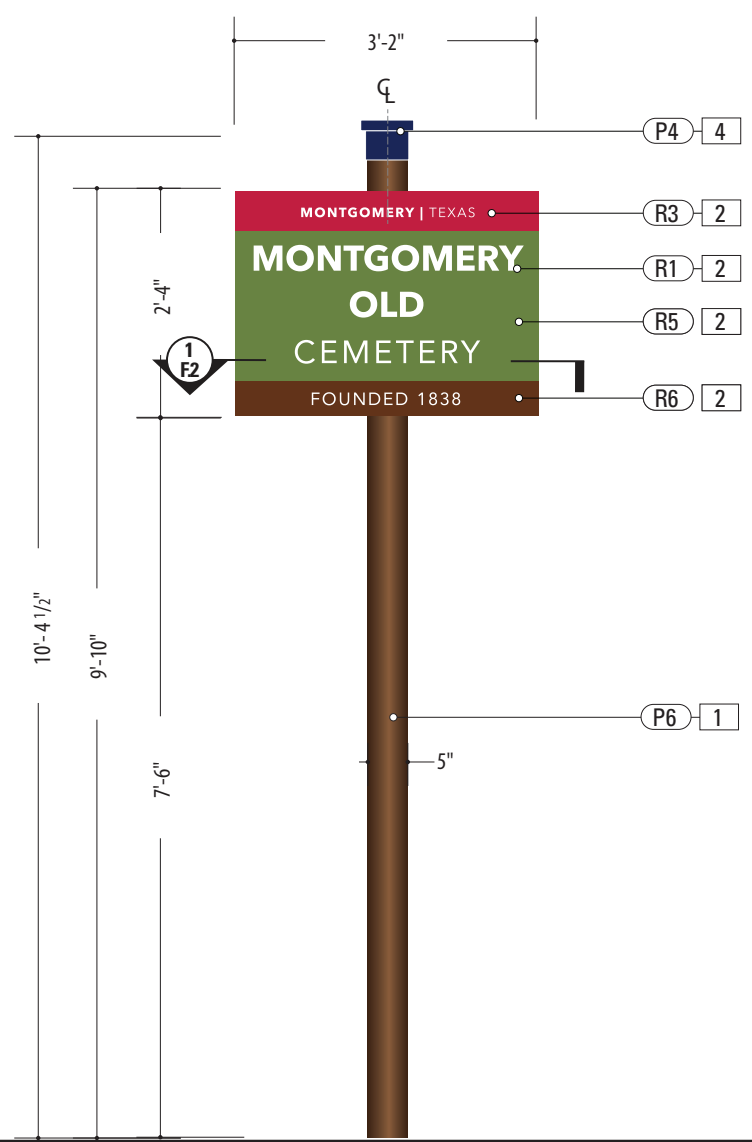 3'-2"
℄
P4 4
MONTGOMERY | TEXAS
R3 2
MONTGOMERY
R1 2
OLD
R5 2
CEMETERY
1
F2
FOUNDED 1838
R6 2
2'-4"
10'- 4 1/2"
9'-10"
7'-6"
P6 1
5"